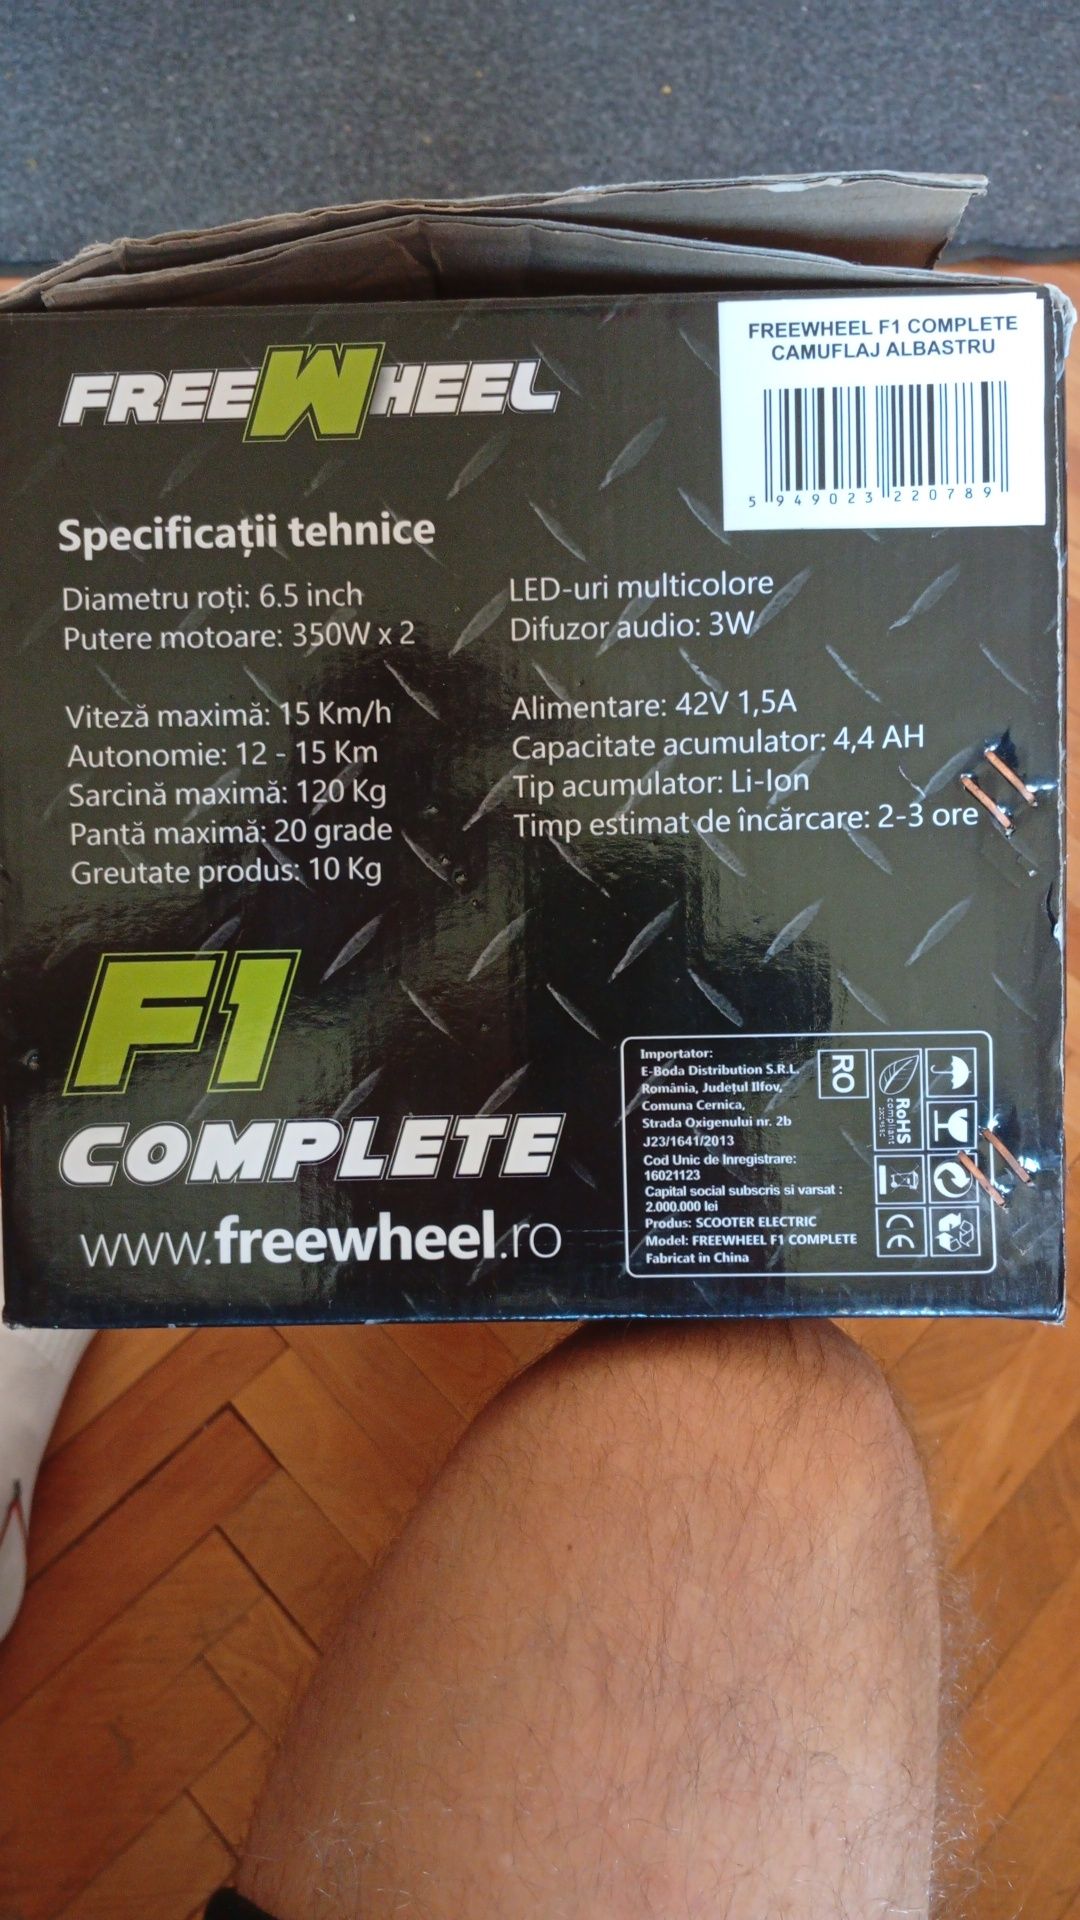 FREEWHEEL
FREEWHEEL F1 COMPLETE
CAMUFLAJ ALBASTRU
5 949023 220789
Specificații tehnice
Diametru roți: 6.5 inch
Putere motoare: 350W x 2
Viteză maximă: 15 Km/h
Autonomie: 12 - 15 Km
Sarcină maximă: 120 Kg
Pantă maximă: 20 grade
Greutate produs: 10 Kg
LED-uri multicolore
Difuzor audio: 3W
Alimentare: 42V 1,5A
Capacitate acumulator: 4,4 AH
Tip acumulator: Li-Ion
Timp estimat de încărcare: 2-3 ore
F1
COMPLETE
www.freewheel.ro
Importator:
E-Boda Distribution S.R.L.
România, Județul Ilfov,
Comuna Cernica,
Strada Oxigenului nr. 2b
J23/1641/2013
Cod Unic de Inregistrare:
16021123
Capital social subscris si varsat :
2.000.000 lei
Produs: SCOOTER ELECTRIC
Model: FREEWHEEL F1 COMPLETE
Fabricat in China
RO
RoHS
compliant
CE